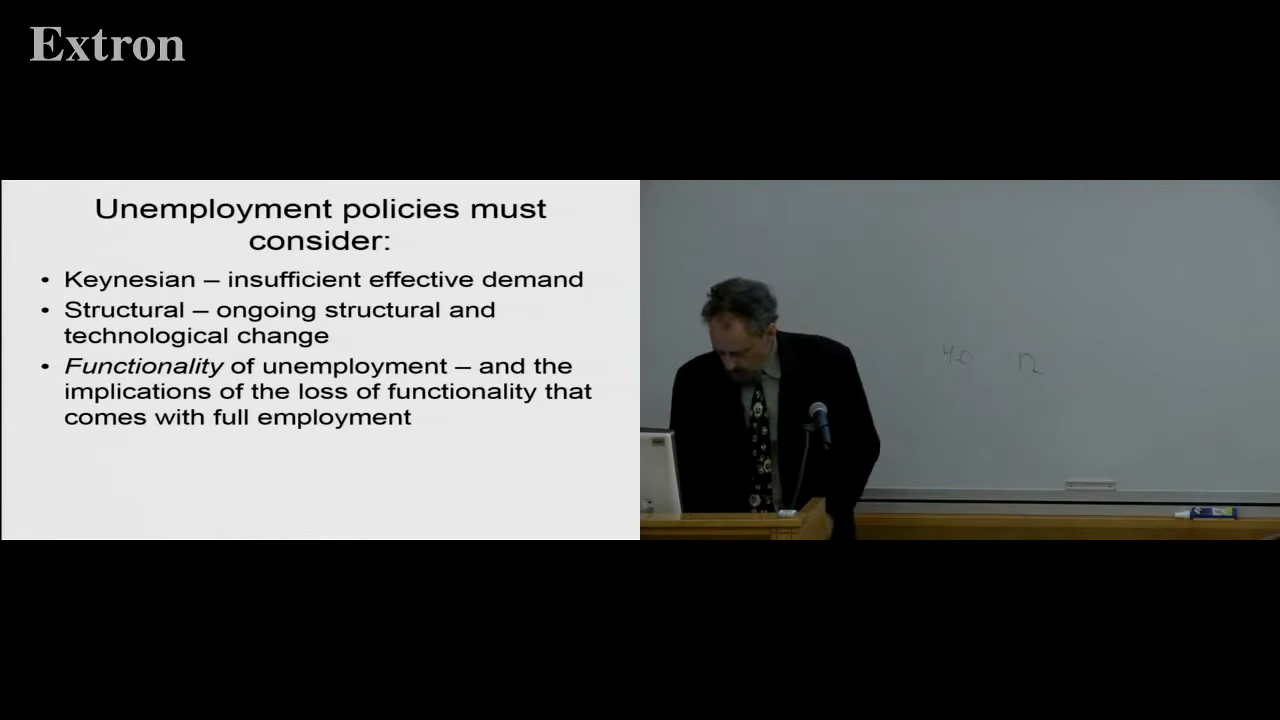 Extron
Unemployment policies must
consider:
• Keynesian – insufficient effective demand
• Structural – ongoing structural and
technological change
• Functionality of unemployment – and the
implications of the loss of functionality that
comes with full employment